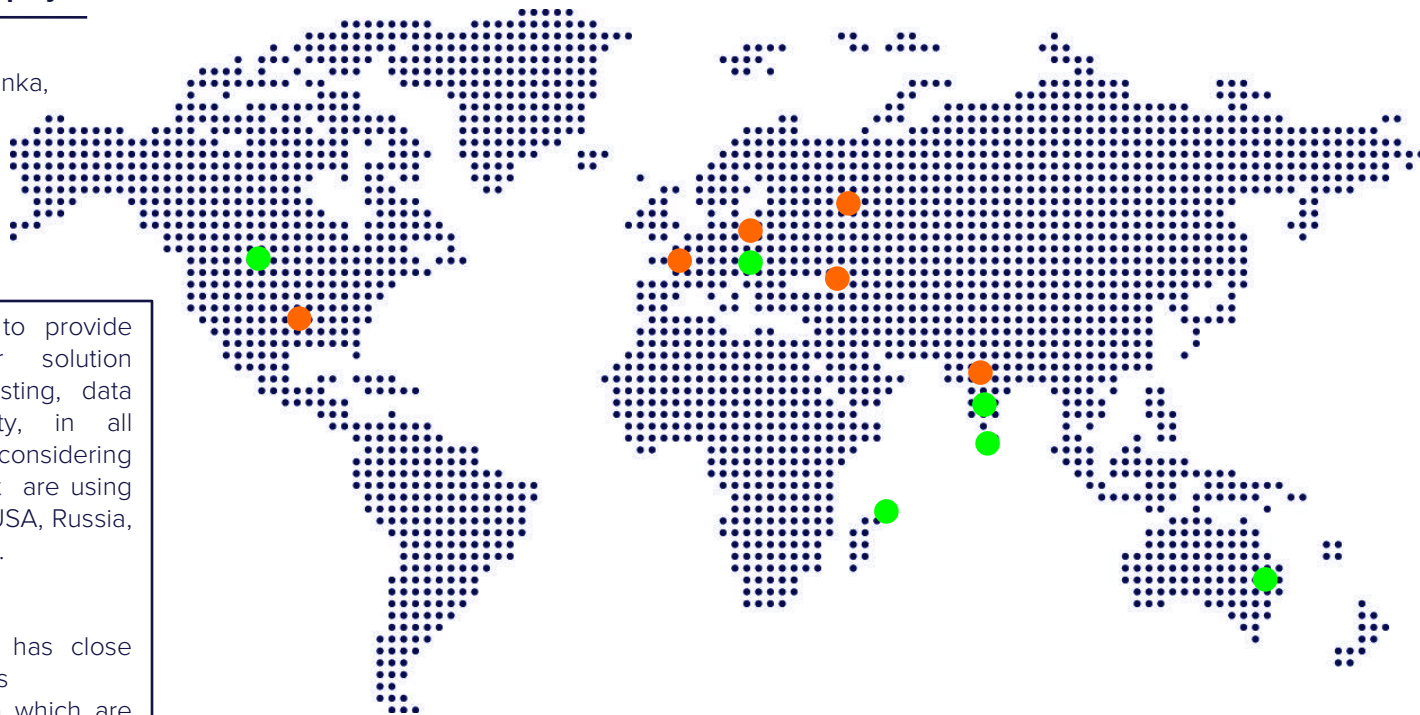 nka,
to provide
r solution
sting, data
ty, in all
considering
are using
USA, Russia,
.
has close
s
which are